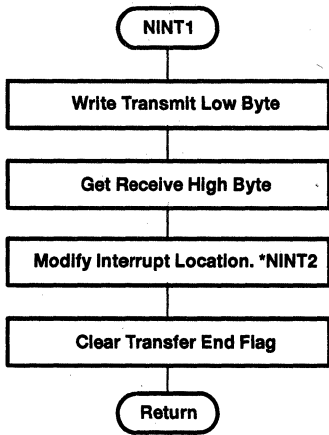 NINT1
Write Transmit Low Byte
Get Receive High Byte
Modify Interrupt Location. *NINT2
Clear Transfer End Flag
Return